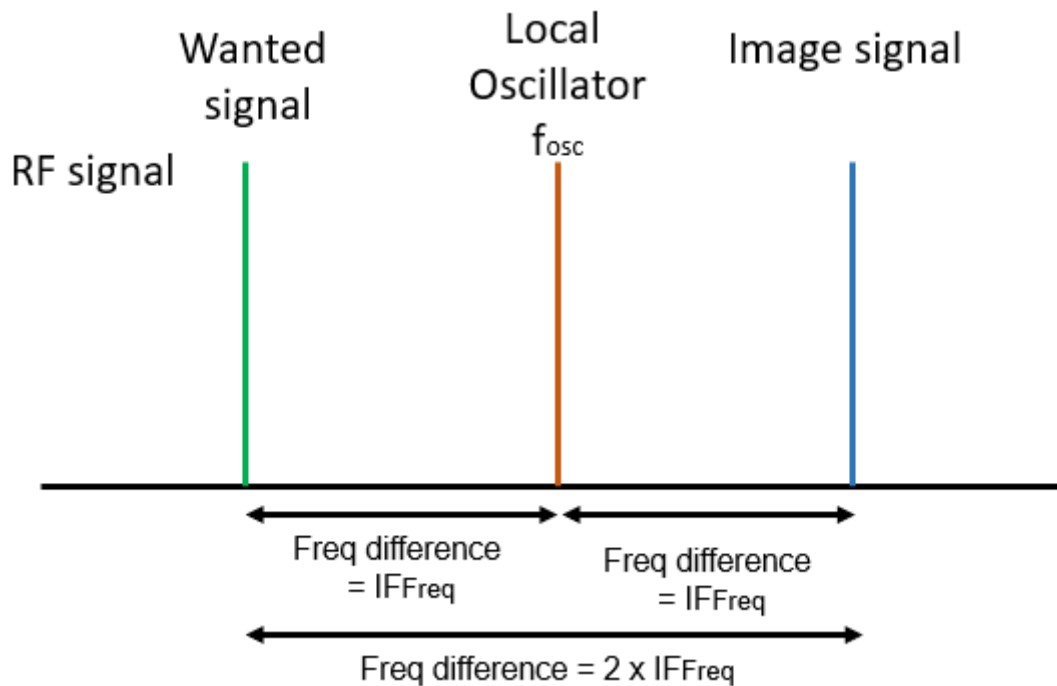 Wanted
signal
Local
Oscillator
fosc
Image signal
RF signal
Freq difference
= IFFreq
Freq difference
= IFFreq
Freq difference = 2 x IFFreq